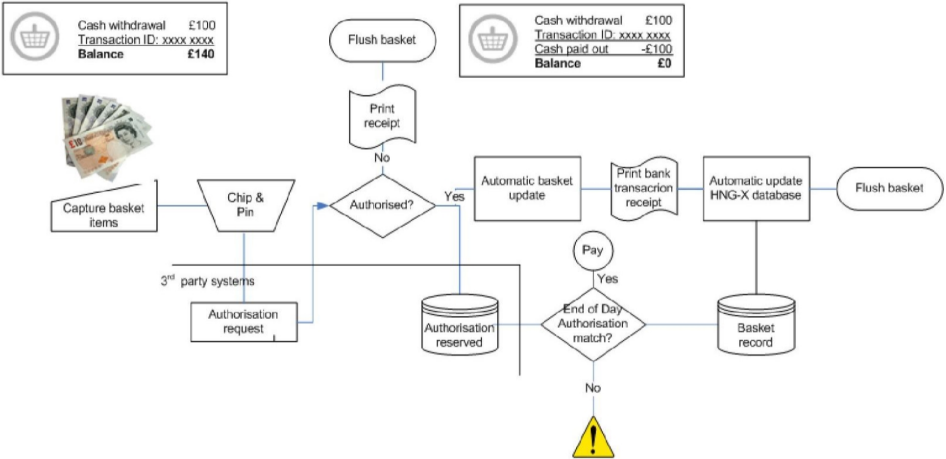 Cash withdrawal £100
Transaction ID: xxxx xxxx
Balance £140
Flush basket
Cash withdrawal £100
Transaction ID: xxxx xxxx
Cash paid out -£100
Balance £0
£10
Print
receipt
No
Capture basket
items
Chip &
Pin
Authorised?
Yes
Automatic basket
update
Print bank
transacrion
receipt
Automatic update
HNG-X database
Flush basket
3rd party systems
Authorisation
request
Authorisation
reserved
Pay
Yes
End of Day
Authorisation
match?
Basket
record
No
!